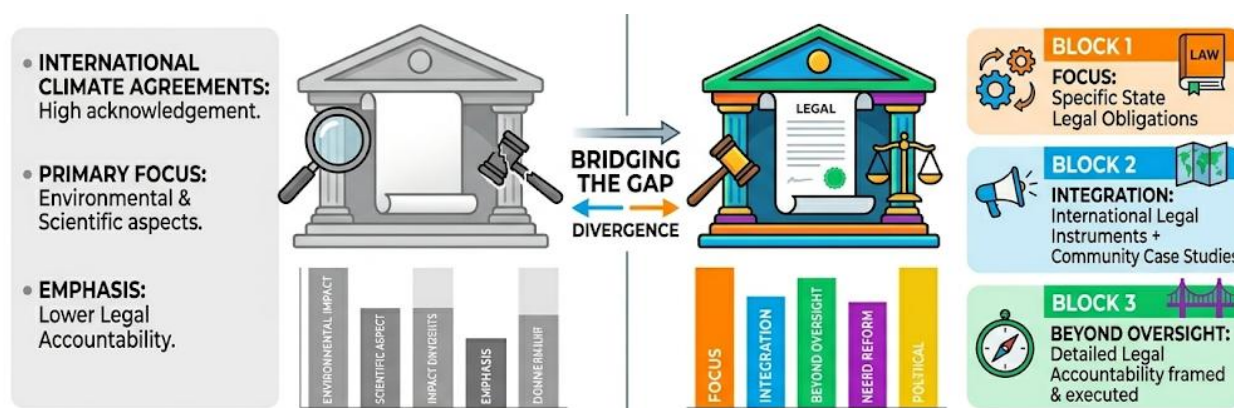 INTERNATIONAL
CLIMATE AGREEMENTS:
High acknowledgement.
PRIMARY FOCUS:
Environmental &
Scientific aspects.
EMPHASIS:
Lower Legal
Accountability.
ENVIRONMENTAL IMPACT
SCIENTIFIC ASPECT
IMPACT
EMPHASIS
BRIDGING
THE GAP
DIVERGENCE
LEGAL
FOCUS
INTEGRATION
BEYOND OVERSIGHT
REFORM
BLOCK 1
LAW
FOCUS:
Specific State
Legal Obligations
BLOCK 2
INTEGRATION:
International Legal
Instruments +
Community Case Studies
BLOCK 3
BEYOND OVERSIGHT:
Detailed Legal
Accountability framed
& executed